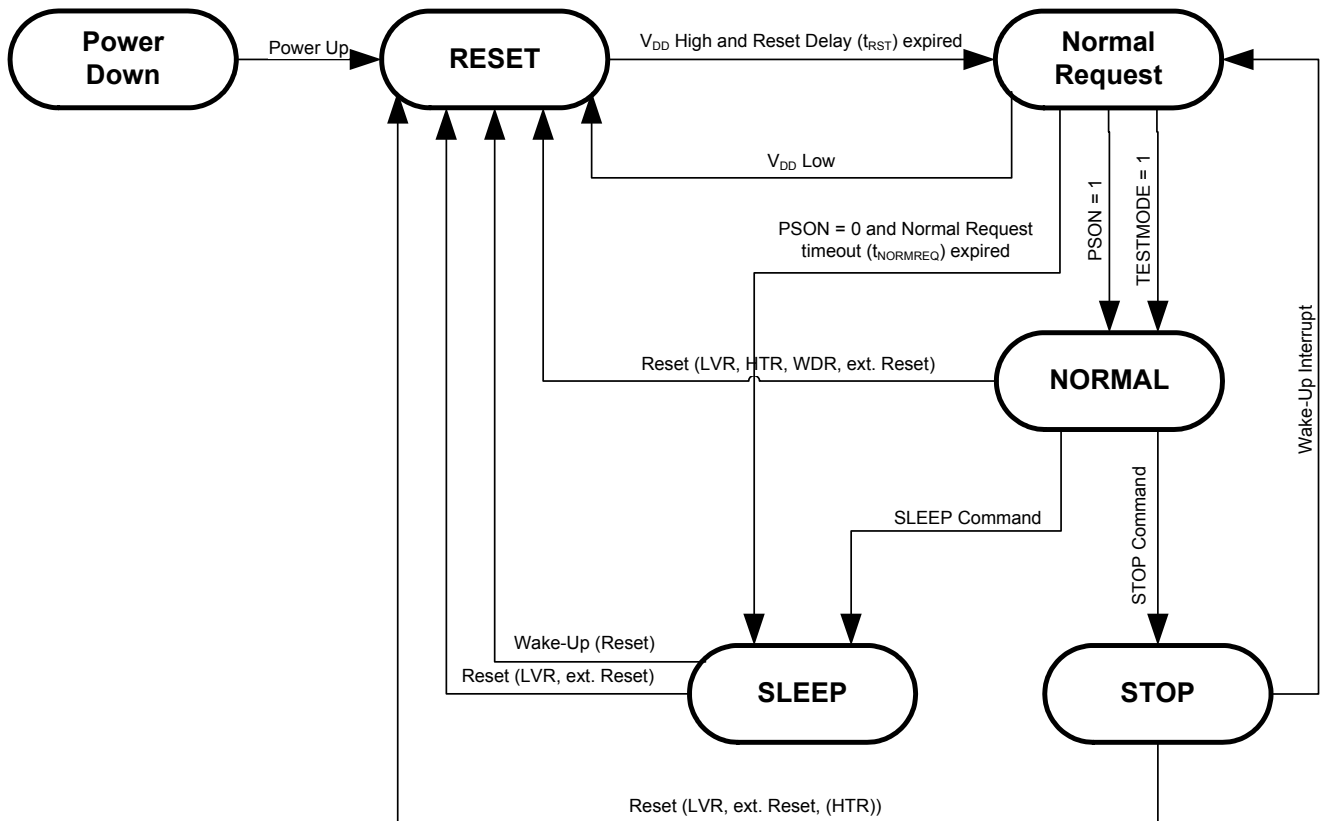 Power
Down
Power Up
RESET
V_DD High and Reset Delay (t_RST) expired
Normal
Request
V_DD Low
PSON = 1
TESTMODE = 1
PSON = 0 and Normal Request
timeout (t_NORMREQ) expired
Wake-Up Interrupt
Reset (LVR, HTR, WDR, ext. Reset)
NORMAL
SLEEP Command
STOP Command
Wake-Up (Reset)
Reset (LVR, ext. Reset)
SLEEP
STOP
Reset (LVR, ext. Reset, (HTR))